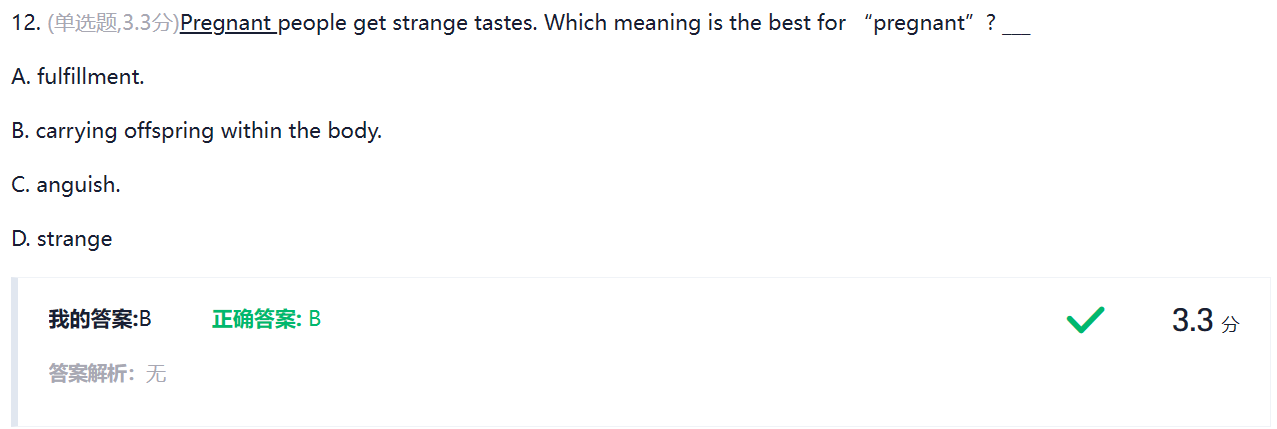 12. (单选题,3.3分)Pregnant people get strange tastes. Which meaning is the best for “pregnant”? ___
A. fulfillment.
B. carrying offspring within the body.
C. anguish.
D. strange
我的答案:B 正确答案: B 3.3 分
答案解析：无